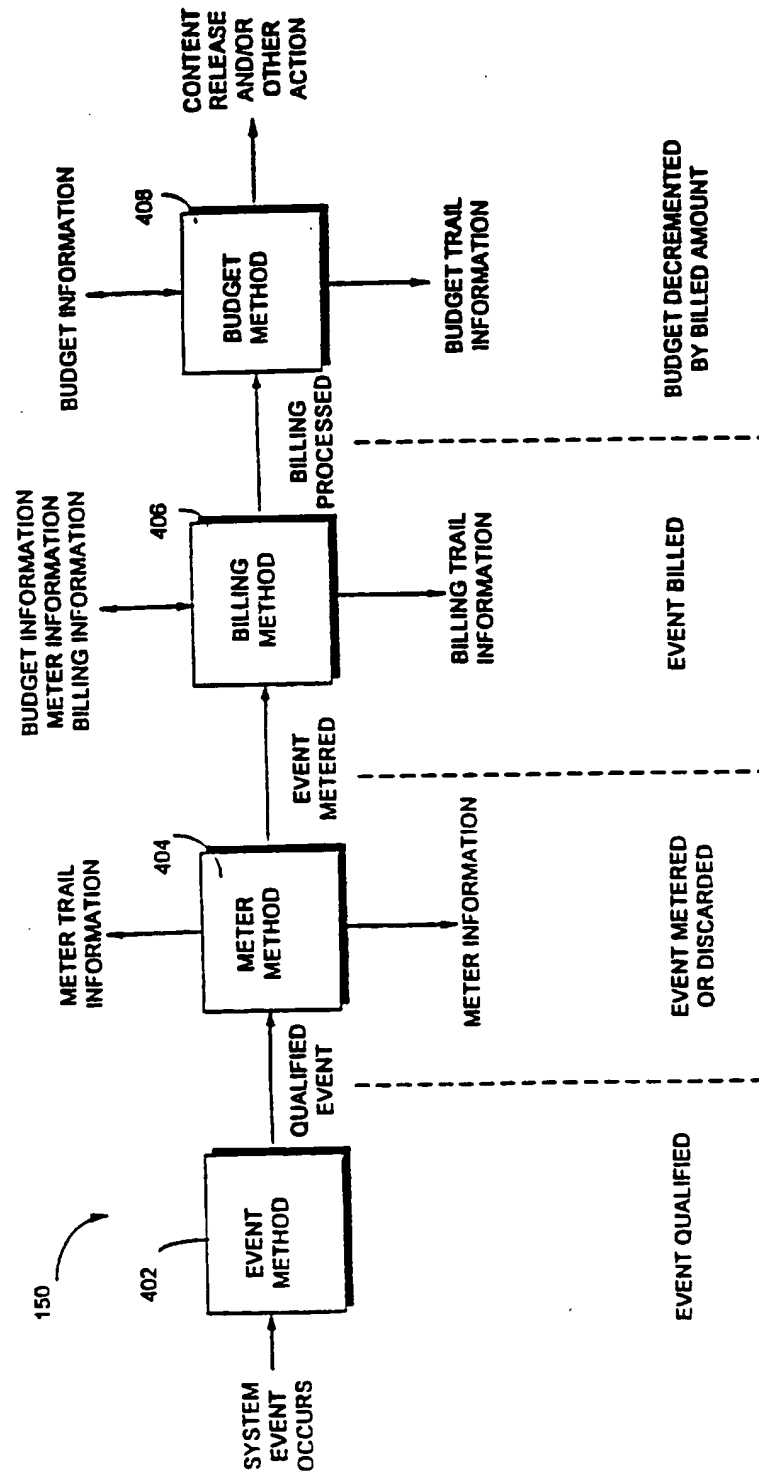 150
SYSTEM
EVENT
OCCURS
402
EVENT
METHOD
QUALIFIED
EVENT
EVENT QUALIFIED
METER TRAIL
INFORMATION
404
METER
METHOD
EVENT
METERED
METER INFORMATION
EVENT METERED
OR DISCARDED
BUDGET INFORMATION
METER INFORMATION
BILLING INFORMATION
406
BILLING
METHOD
BILLING
PROCESSED
BILLING TRAIL
INFORMATION
EVENT BILLED
BUDGET INFORMATION
408
BUDGET
METHOD
CONTENT
RELEASE
AND/OR
OTHER
ACTION
BUDGET TRAIL
INFORMATION
BUDGET DECREMENTED
BY BILLED AMOUNT